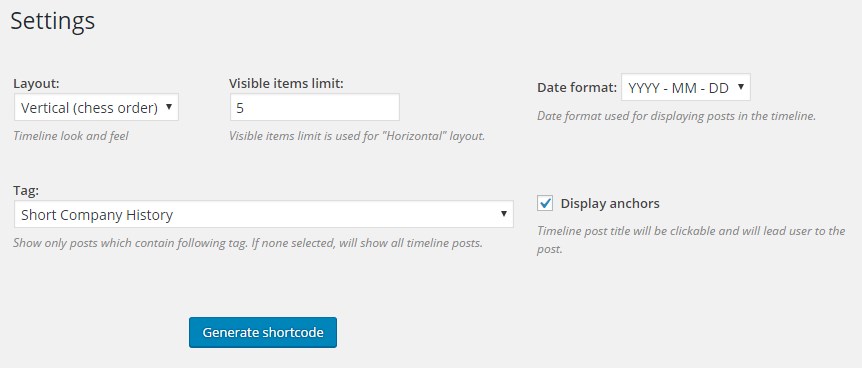 Settings
Layout:
Vertical (chess order)
Timeline look and feel
Visible items limit:
5
Visible items limit is used for "Horizontal" layout.
Date format: YYYY - MM - DD
Date format used for displaying posts in the timeline.
Tag:
Short Company History
Show only posts which contain following tag. If none selected, will show all timeline posts.
Display anchors
Timeline post title will be clickable and will lead user to the
post.
Generate shortcode